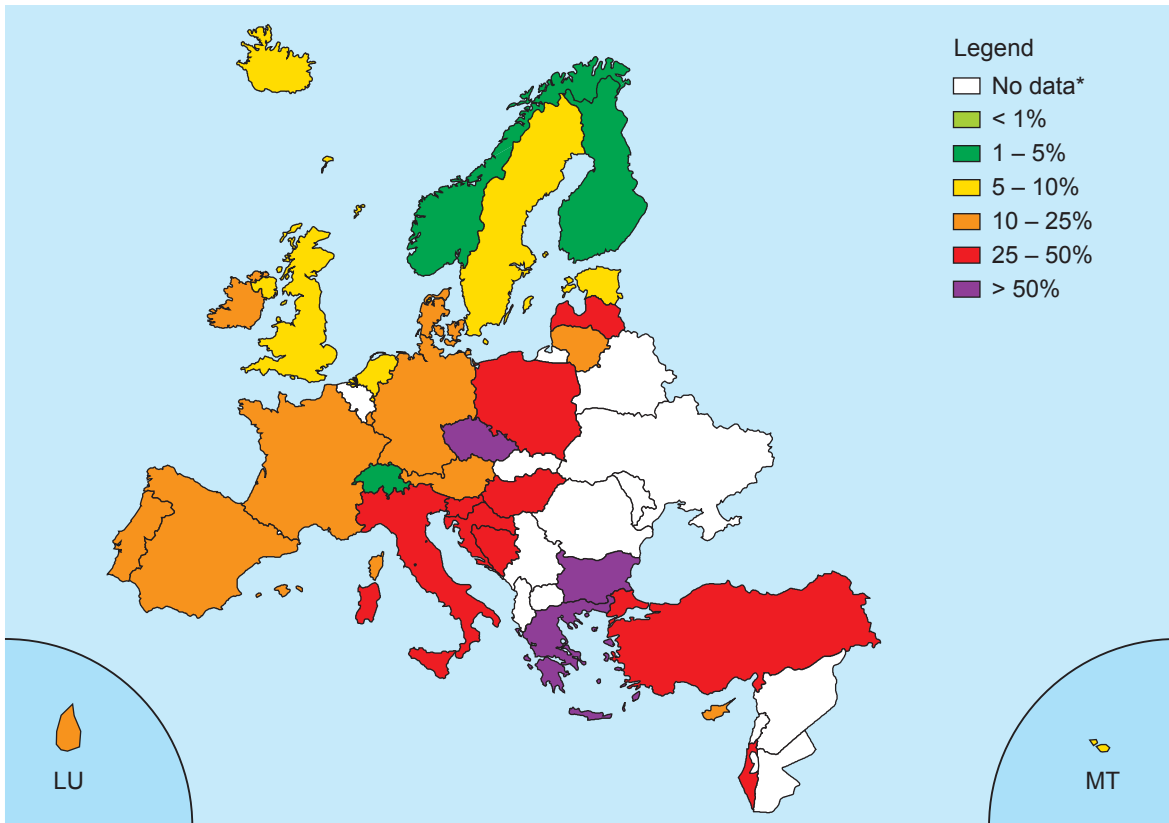 Legend
No data*
< 1%
1 – 5%
5 – 10%
10 – 25%
25 – 50%
> 50%
LU
MT